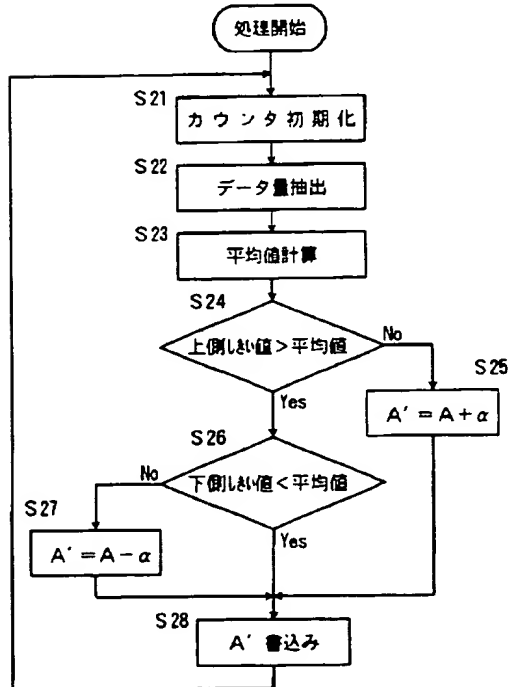 処理開始
S21
カウンタ初期化
S22
データ量抽出
S23
平均値計算
S24
上側しきい値>平均値
No
S25
A'=A+α
Yes
S26
下側しきい値<平均値
No
S27
A'=A-α
Yes
S28
A' 書込み